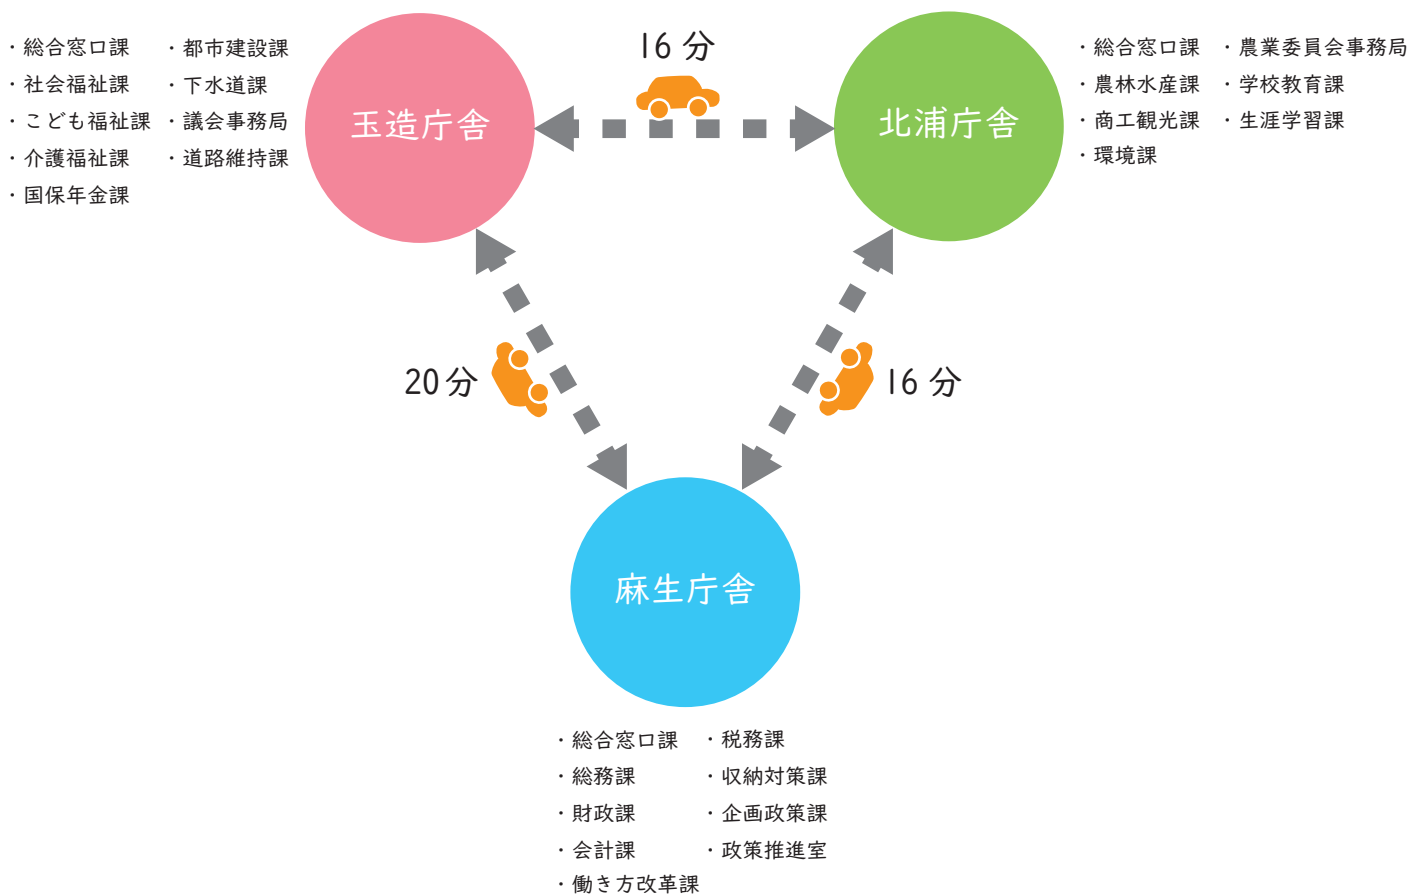 ・総合窓口課 ・都市建設課
・社会福祉課 ・下水道課
・こども福祉課 ・議会事務局
・介護福祉課 ・道路維持課
・国保年金課
玉造庁舎
16 分
北浦庁舎
・総合窓口課 ・農業委員会事務局
・農林水産課 ・学校教育課
・商工観光課 ・生涯学習課
・環境課
20 分
16 分
麻生庁舎
・総合窓口課 ・税務課
・総務課 ・収納対策課
・財政課 ・企画政策課
・会計課 ・政策推進室
・働き方改革課